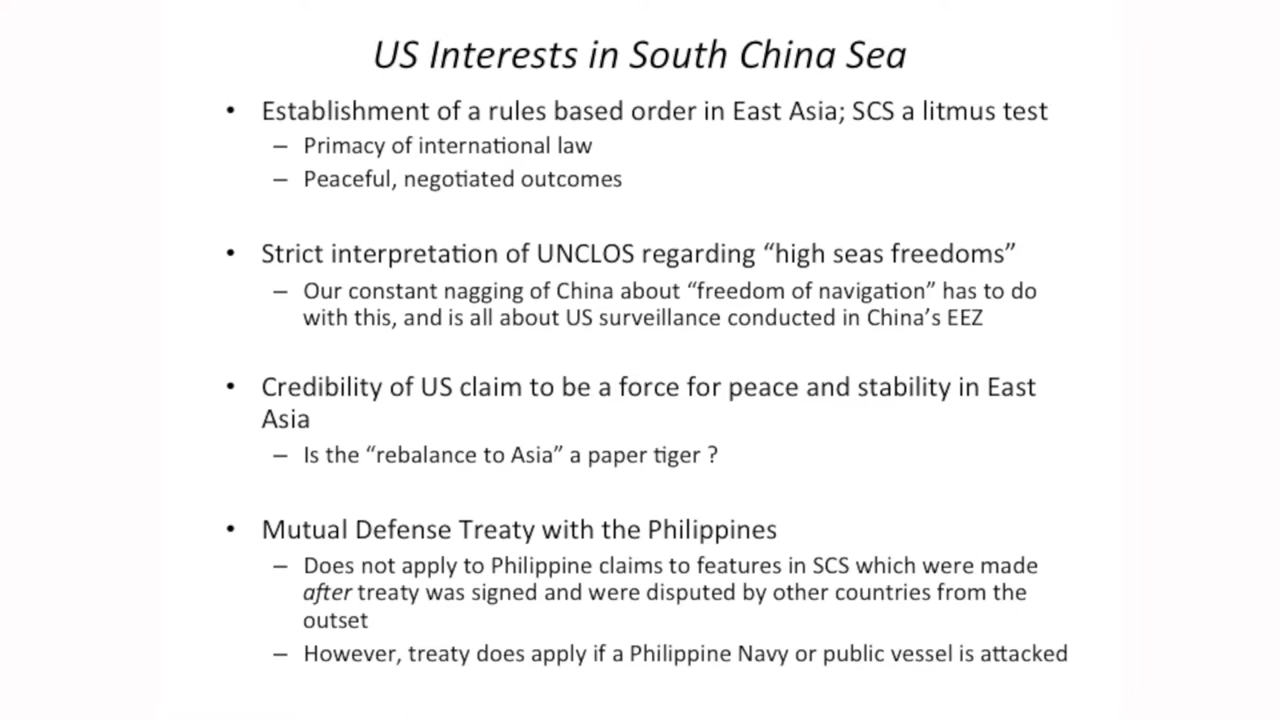 US Interests in South China Sea
• Establishment of a rules based order in East Asia; SCS a litmus test
– Primacy of international law
– Peaceful, negotiated outcomes
• Strict interpretation of UNCLOS regarding “high seas freedoms”
– Our constant nagging of China about “freedom of navigation” has to do
with this, and is all about US surveillance conducted in China’s EEZ
• Credibility of US claim to be a force for peace and stability in East
Asia
– Is the “rebalance to Asia” a paper tiger ?
• Mutual Defense Treaty with the Philippines
– Does not apply to Philippine claims to features in SCS which were made
after treaty was signed and were disputed by other countries from the
outset
– However, treaty does apply if a Philippine Navy or public vessel is attacked